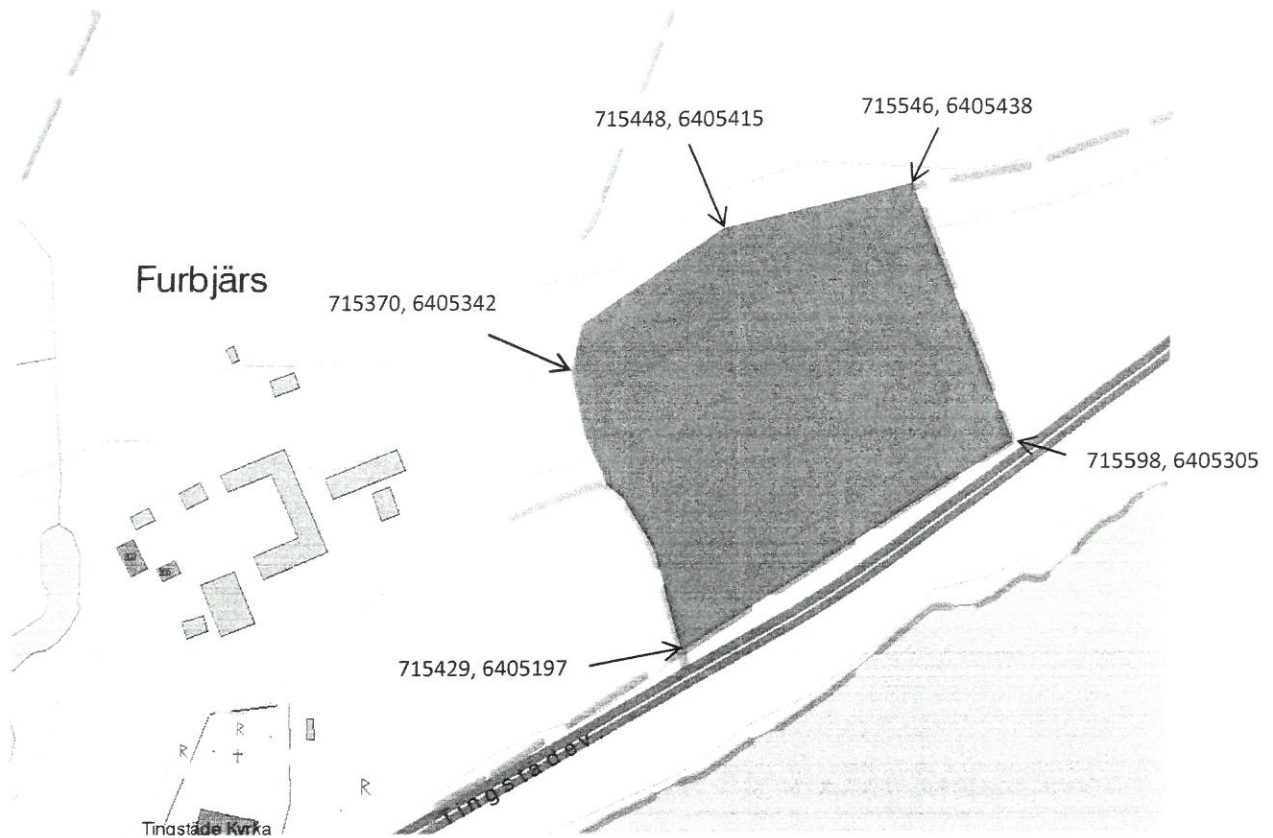 715546, 6405438
715448, 6405415
Furbjärs
715370, 6405342
715598, 6405305
715429, 6405197
R
R
R
Tingstädev.
Tingstäde Kyrka